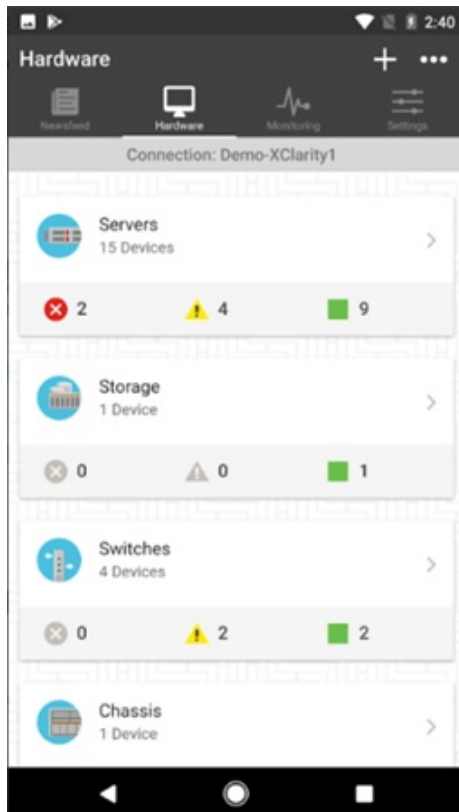 2:40
Hardware
Newsfeed Hardware Monitoring Settings
Connection: Demo-XClarity1
Servers
15 Devices
2 4 9
Storage
1 Device
0 0 1
Switches
4 Devices
0 2 2
Chassis
1 Device